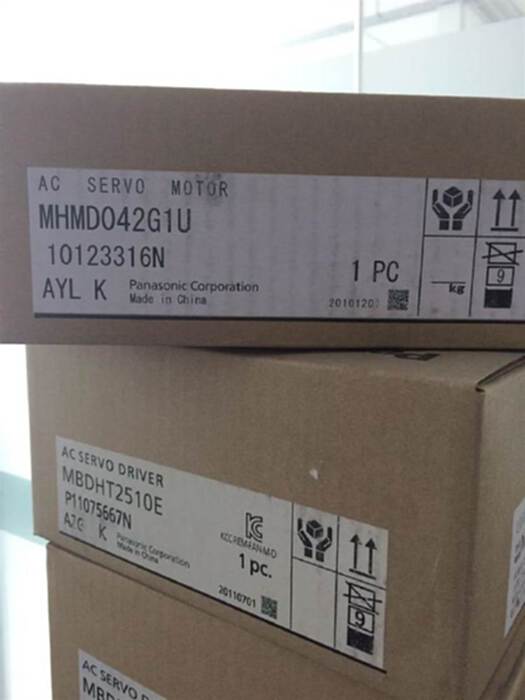 AC SERVO MOTOR
MHMD042G1U
10123316N
AYL K
Panasonic Corporation
Made in China
1 PC
kg
9
AC SERVO DRIVER
MBDHT2510E
P11075667N
K
Panasonic Corporation
Made in China
1 pc.
20110701
9
AC SERVO